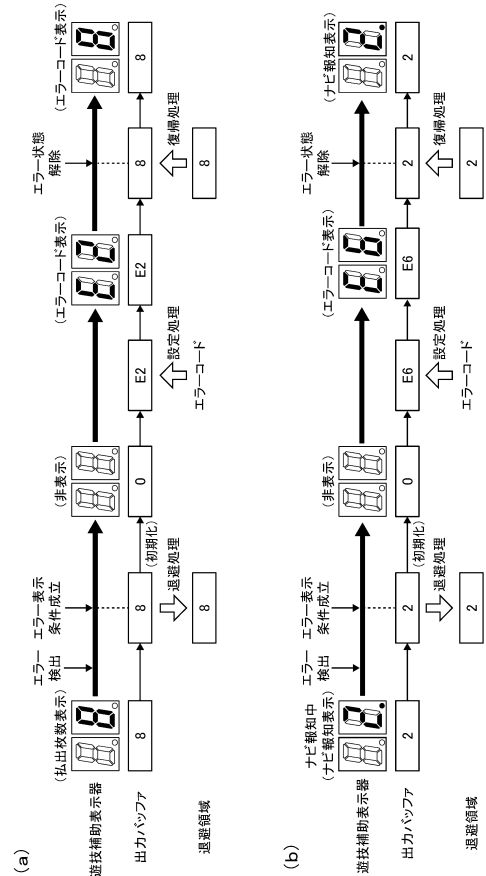 (a)
(払出枚数表示)
エラー
検出
エラー表示
条件成立
(非表示)
(エラーコード表示)
エラー状態
解除
(エラーコード表示)
遊技補助表示器
出力バッファ
8
8
(初期化)
0
E2
E2
8
8
退避処理
設定処理
復帰処理
エラーコード
退避領域
8
8
(b)
ナビ報知中
(ナビ報知表示)
エラー
検出
エラー表示
条件成立
(非表示)
(エラーコード表示)
エラー状態
解除
(ナビ報知表示)
遊技補助表示器
出力バッファ
2
2
(初期化)
0
E6
E6
2
2
退避処理
設定処理
復帰処理
エラーコード
退避領域
2
2